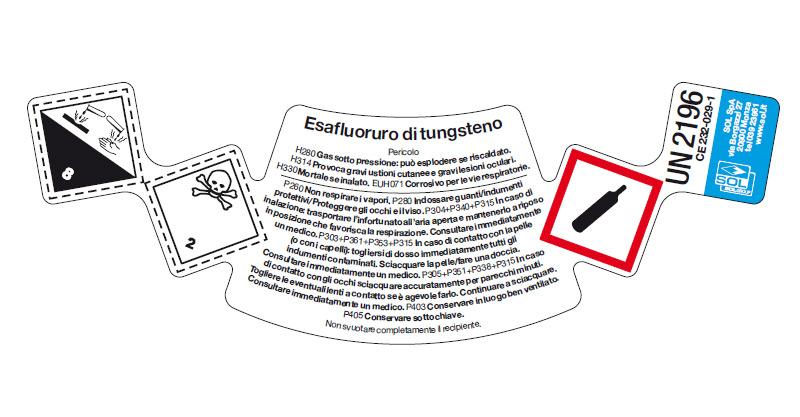 8
2
Esafluoruro di tungsteno
Pericolo
H280 Gas sotto pressione: può esplodere se riscaldato.
H314 Provoca gravi ustioni cutanee e gravi lesioni oculari.
H330 Mortale se inalato. EUH071 Corrosivo per le vie respiratorie.
P260 Non respirare i vapori. P280 Indossare guanti/indumenti
protettivi/Proteggere gli occhi e il viso. P304+P340+P315 In caso di
inalazione: trasportare l'infortunato all'aria aperta e mantenerlo a riposo
in posizione che favorisca la respirazione. Consultare immediatamente
un medico. P303+P361+P353+P315 In caso di contatto con la pelle
(o con i capelli): togliersi di dosso immediatamente tutti gli
indumenti contaminati. Sciacquare la pelle/fare una doccia.
Consultare immediatamente un medico. P305+P351+P338+P315 In caso
di contatto con gli occhi sciacquare accuratamente per parecchi minuti.
Togliere le eventuali lenti a contatto se è agevole farlo. Continuare a sciacquare.
Consultare immediatamente un medico. P403 Conservare in luogo ben ventilato.
P405 Conservare sotto chiave.
Non svuotare completamente il recipiente.
UN 2196
CE 232-029-1
SOL SpA
via Borgazzi 27
20900 Monza
tel 039 23961
www.sol.it
SOL
SOLGROUP